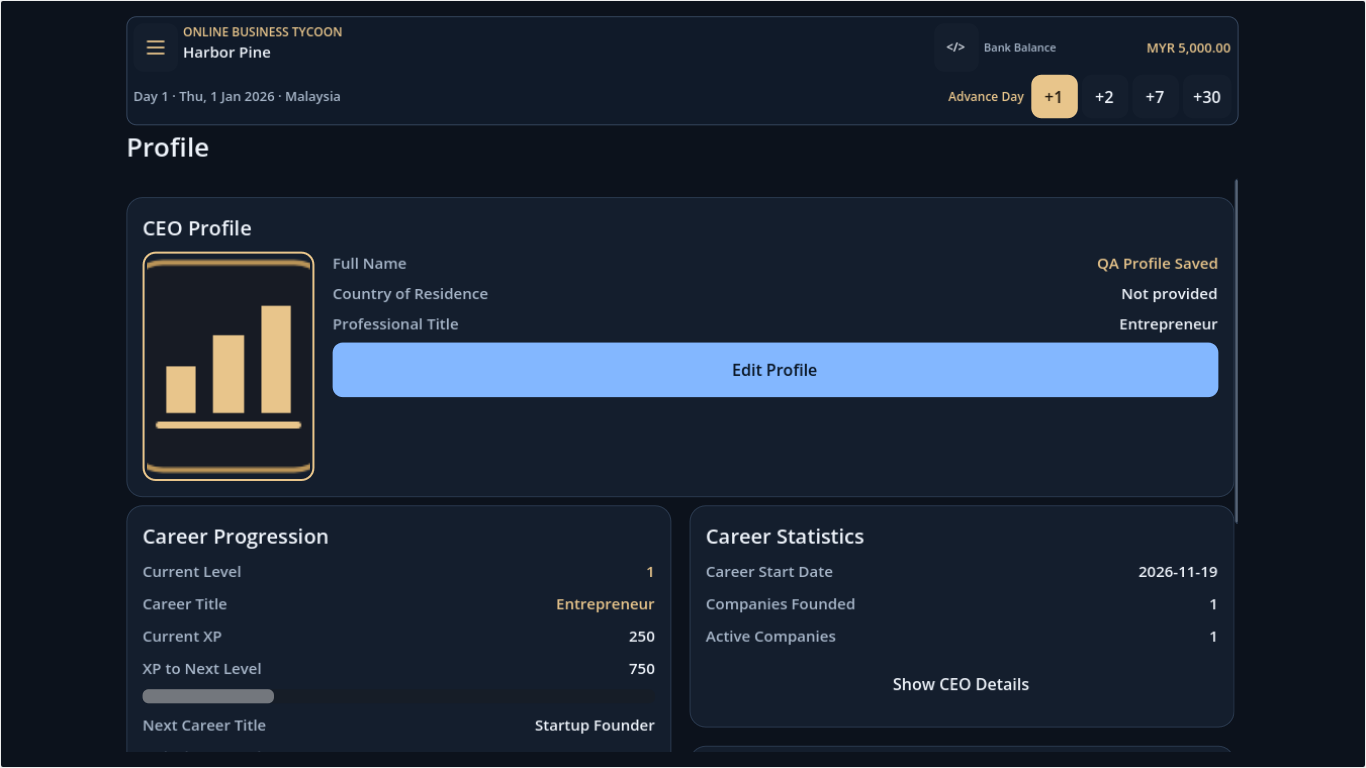 ONLINE BUSINESS TYCOON
Harbor Pine
</> Bank Balance MYR 5,000.00
Day 1 · Thu, 1 Jan 2026 · Malaysia
Advance Day +1 +2 +7 +30
Profile
CEO Profile
Full Name QA Profile Saved
Country of Residence Not provided
Professional Title Entrepreneur
Edit Profile
Career Progression
Current Level 1
Career Title Entrepreneur
Current XP 250
XP to Next Level 750
Next Career Title Startup Founder
Career Statistics
Career Start Date 2026-11-19
Companies Founded 1
Active Companies 1
Show CEO Details